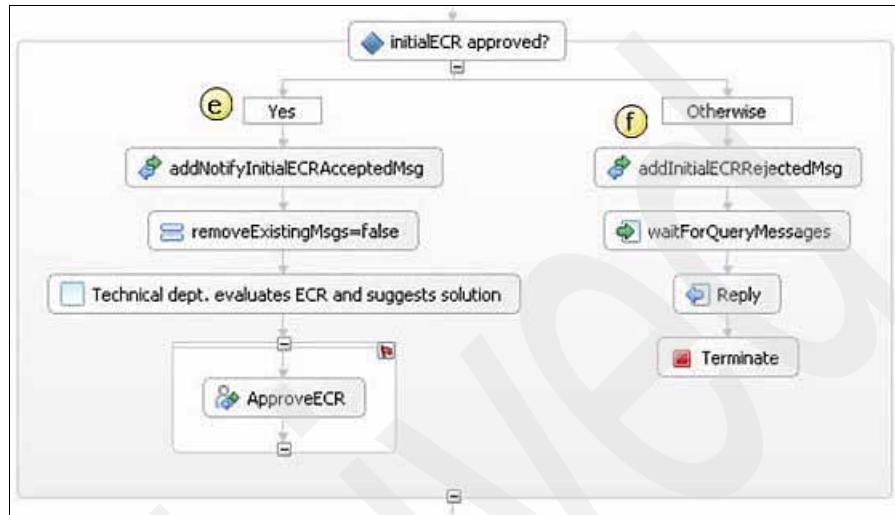 initialECR approved?
e
Yes
f
Otherwise
addNotifyInitialECRAcceptedMsg
addInitialECRRejectedMsg
removeExistingMsgs=false
waitForQueryMessages
Technical dept. evaluates ECR and suggests solution
Reply
Terminate
ApproveECR